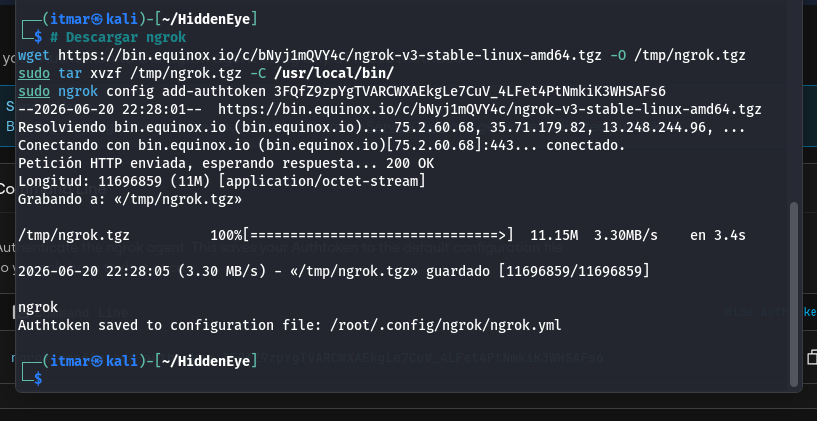 ┌──(itmar㉿kali)-[~/HiddenEye]
└─$ # Descargar ngrok
wget https://bin.equinox.io/c/bNyj1mQVY4c/ngrok-v3-stable-linux-amd64.tgz -O /tmp/ngrok.tgz
sudo tar xvzf /tmp/ngrok.tgz -C /usr/local/bin/
sudo ngrok config add-authtoken 3FQfZ9zpYgTVARCWXAEkgLe7CuV_4LFet4PtNmkiK3WHSAFs6
--2026-06-20 22:28:01--  https://bin.equinox.io/c/bNyj1mQVY4c/ngrok-v3-stable-linux-amd64.tgz
Resolviendo bin.equinox.io (bin.equinox.io)... 75.2.60.68, 35.71.179.82, 13.248.244.96, ...
Conectando con bin.equinox.io (bin.equinox.io)[75.2.60.68]:443... conectado.
Petición HTTP enviada, esperando respuesta... 200 OK
Longitud: 11696859 (11M) [application/octet-stream]
Grabando a: «/tmp/ngrok.tgz»
/tmp/ngrok.tgz          100%[==============================>]  11.15M  3.30MB/s    en 3.4s
2026-06-20 22:28:05 (3.30 MB/s) - «/tmp/ngrok.tgz» guardado [11696859/11696859]
ngrok
Authtoken saved to configuration file: /root/.config/ngrok/ngrok.yml
┌──(itmar㉿kali)-[~/HiddenEye]
└─$